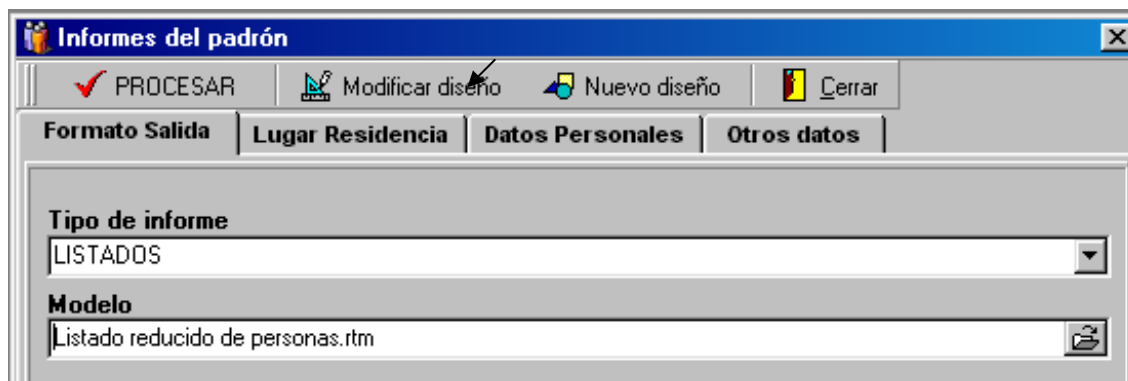 Informes del padrón
PROCESAR Modificar diseño Nuevo diseño Cerrar
Formato Salida Lugar Residencia Datos Personales Otros datos
Tipo de informe
LISTADOS
Modelo
Listado reducido de personas.rtm